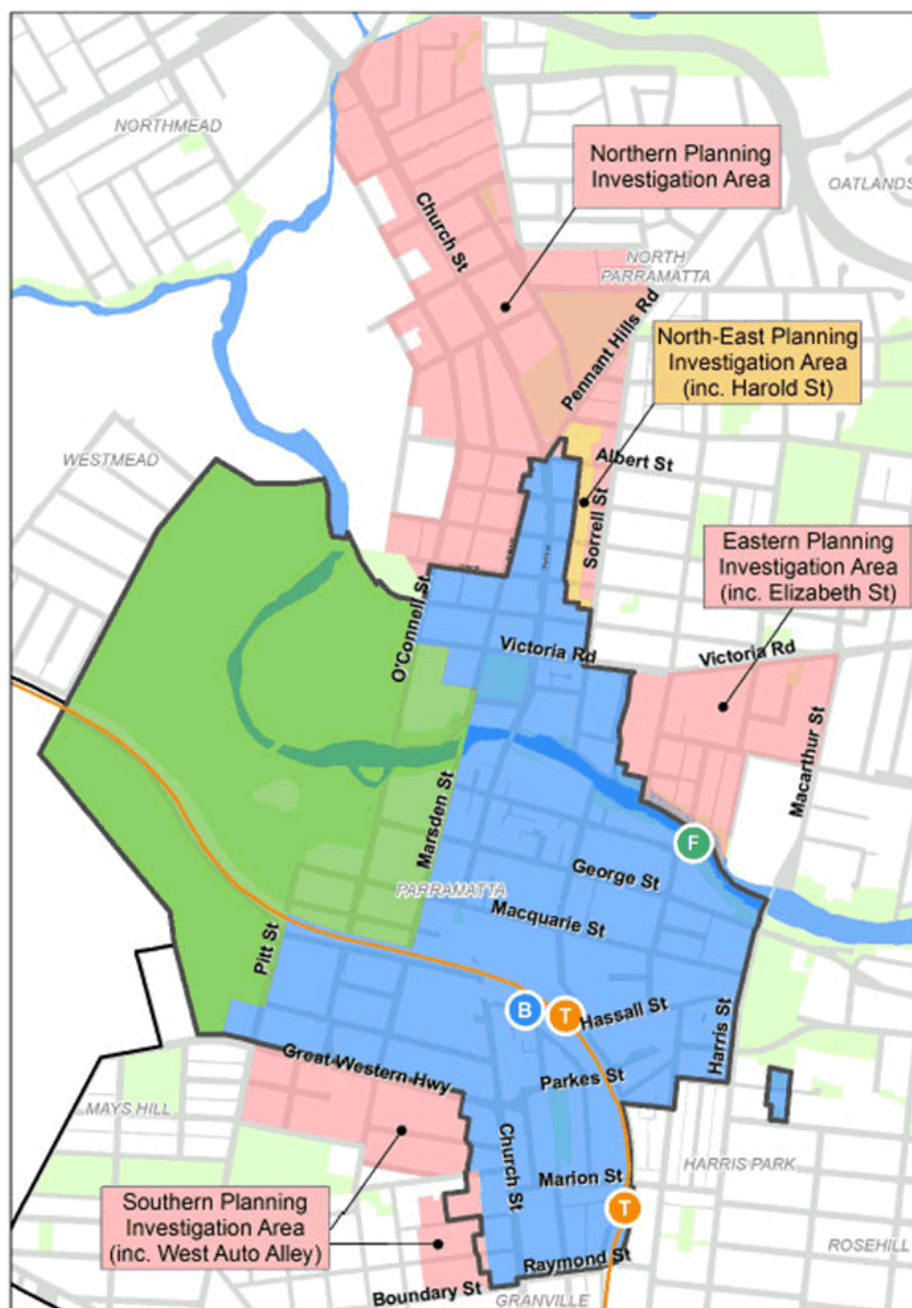 NORTHMEAD
Northern Planning
Investigation Area
OATLANDS
Church St
NORTH
PARRAMATTA
Pennant Hills Rd
North-East Planning
Investigation Area
(inc. Harold St)
WESTMEAD
Albert St
Sorrell St
Eastern Planning
Investigation Area
(inc. Elizabeth St)
O'Connell St
Victoria Rd
Victoria Rd
Macarthur St
Marsden St
F
George St
PARRAMATTA
Macquarie St
Pitt St
B
T
Hassall St
Harris St
Great Western Hwy
Parkes St
MAYS HILL
Church St
HARRIS PARK
Marion St
Southern Planning
Investigation Area
(inc. West Auto Alley)
T
ROSEHILL
Raymond St
Boundary St
GRANVILLE